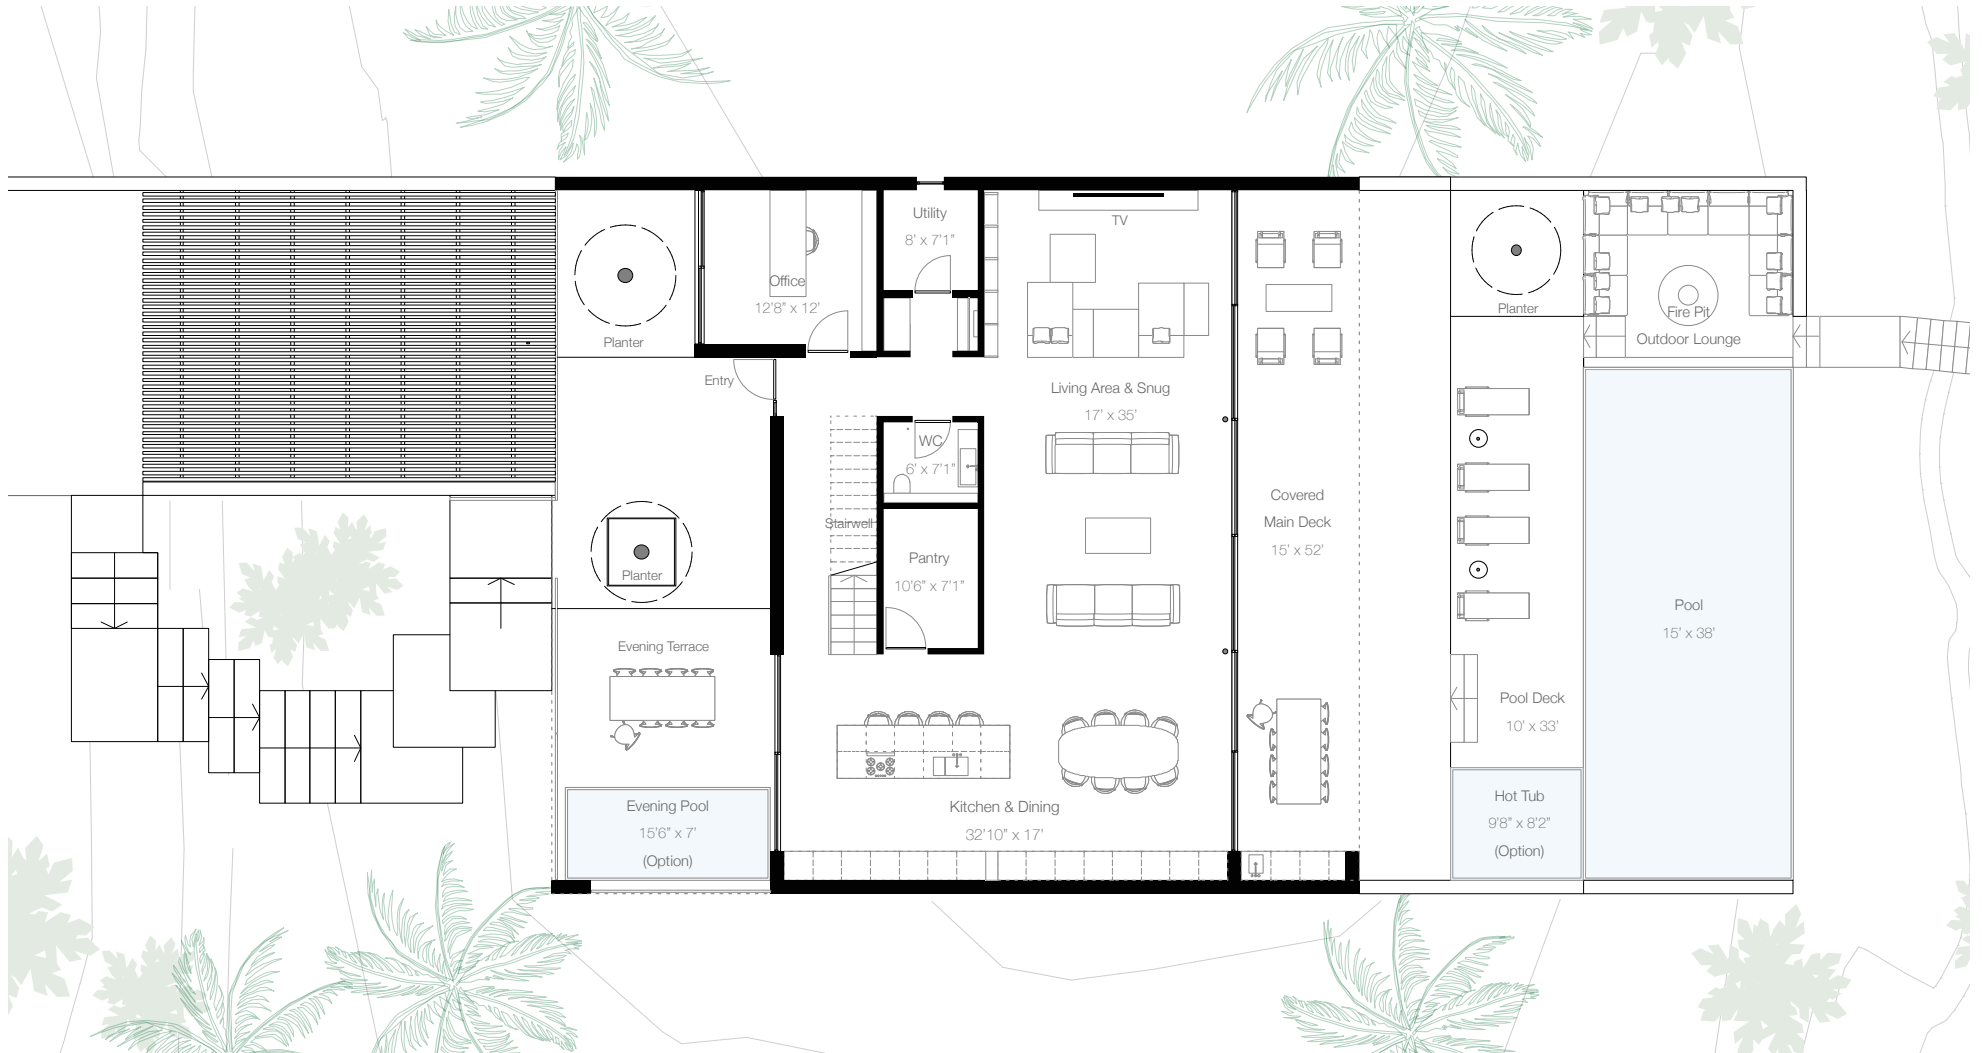 Utility
8’ x 7’1”
TV
Office
12’8” x 12’
Planter
Planter
Fire Pit
Outdoor Lounge
Entry
Living Area & Snug
17’ x 35’
WC
6’ x 7’1”
Stairwell
Covered
Main Deck
15’ x 52’
Pantry
10’6” x 7’1”
Planter
Pool
15’ x 38’
Evening Terrace
Pool Deck
10’ x 33’
Evening Pool
15’6” x 7’
(Option)
Kitchen & Dining
32’10” x 17’
Hot Tub
9’8” x 8’2”
(Option)